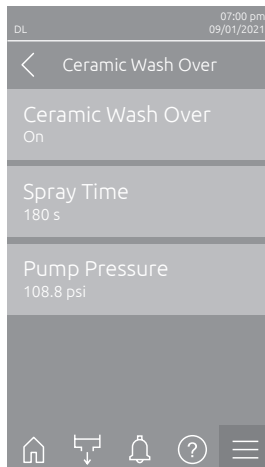 07:00 pm
DL 09/01/2021
Ceramic Wash Over
Ceramic Wash Over
On
Spray Time
180 s
Pump Pressure
108.8 psi
?